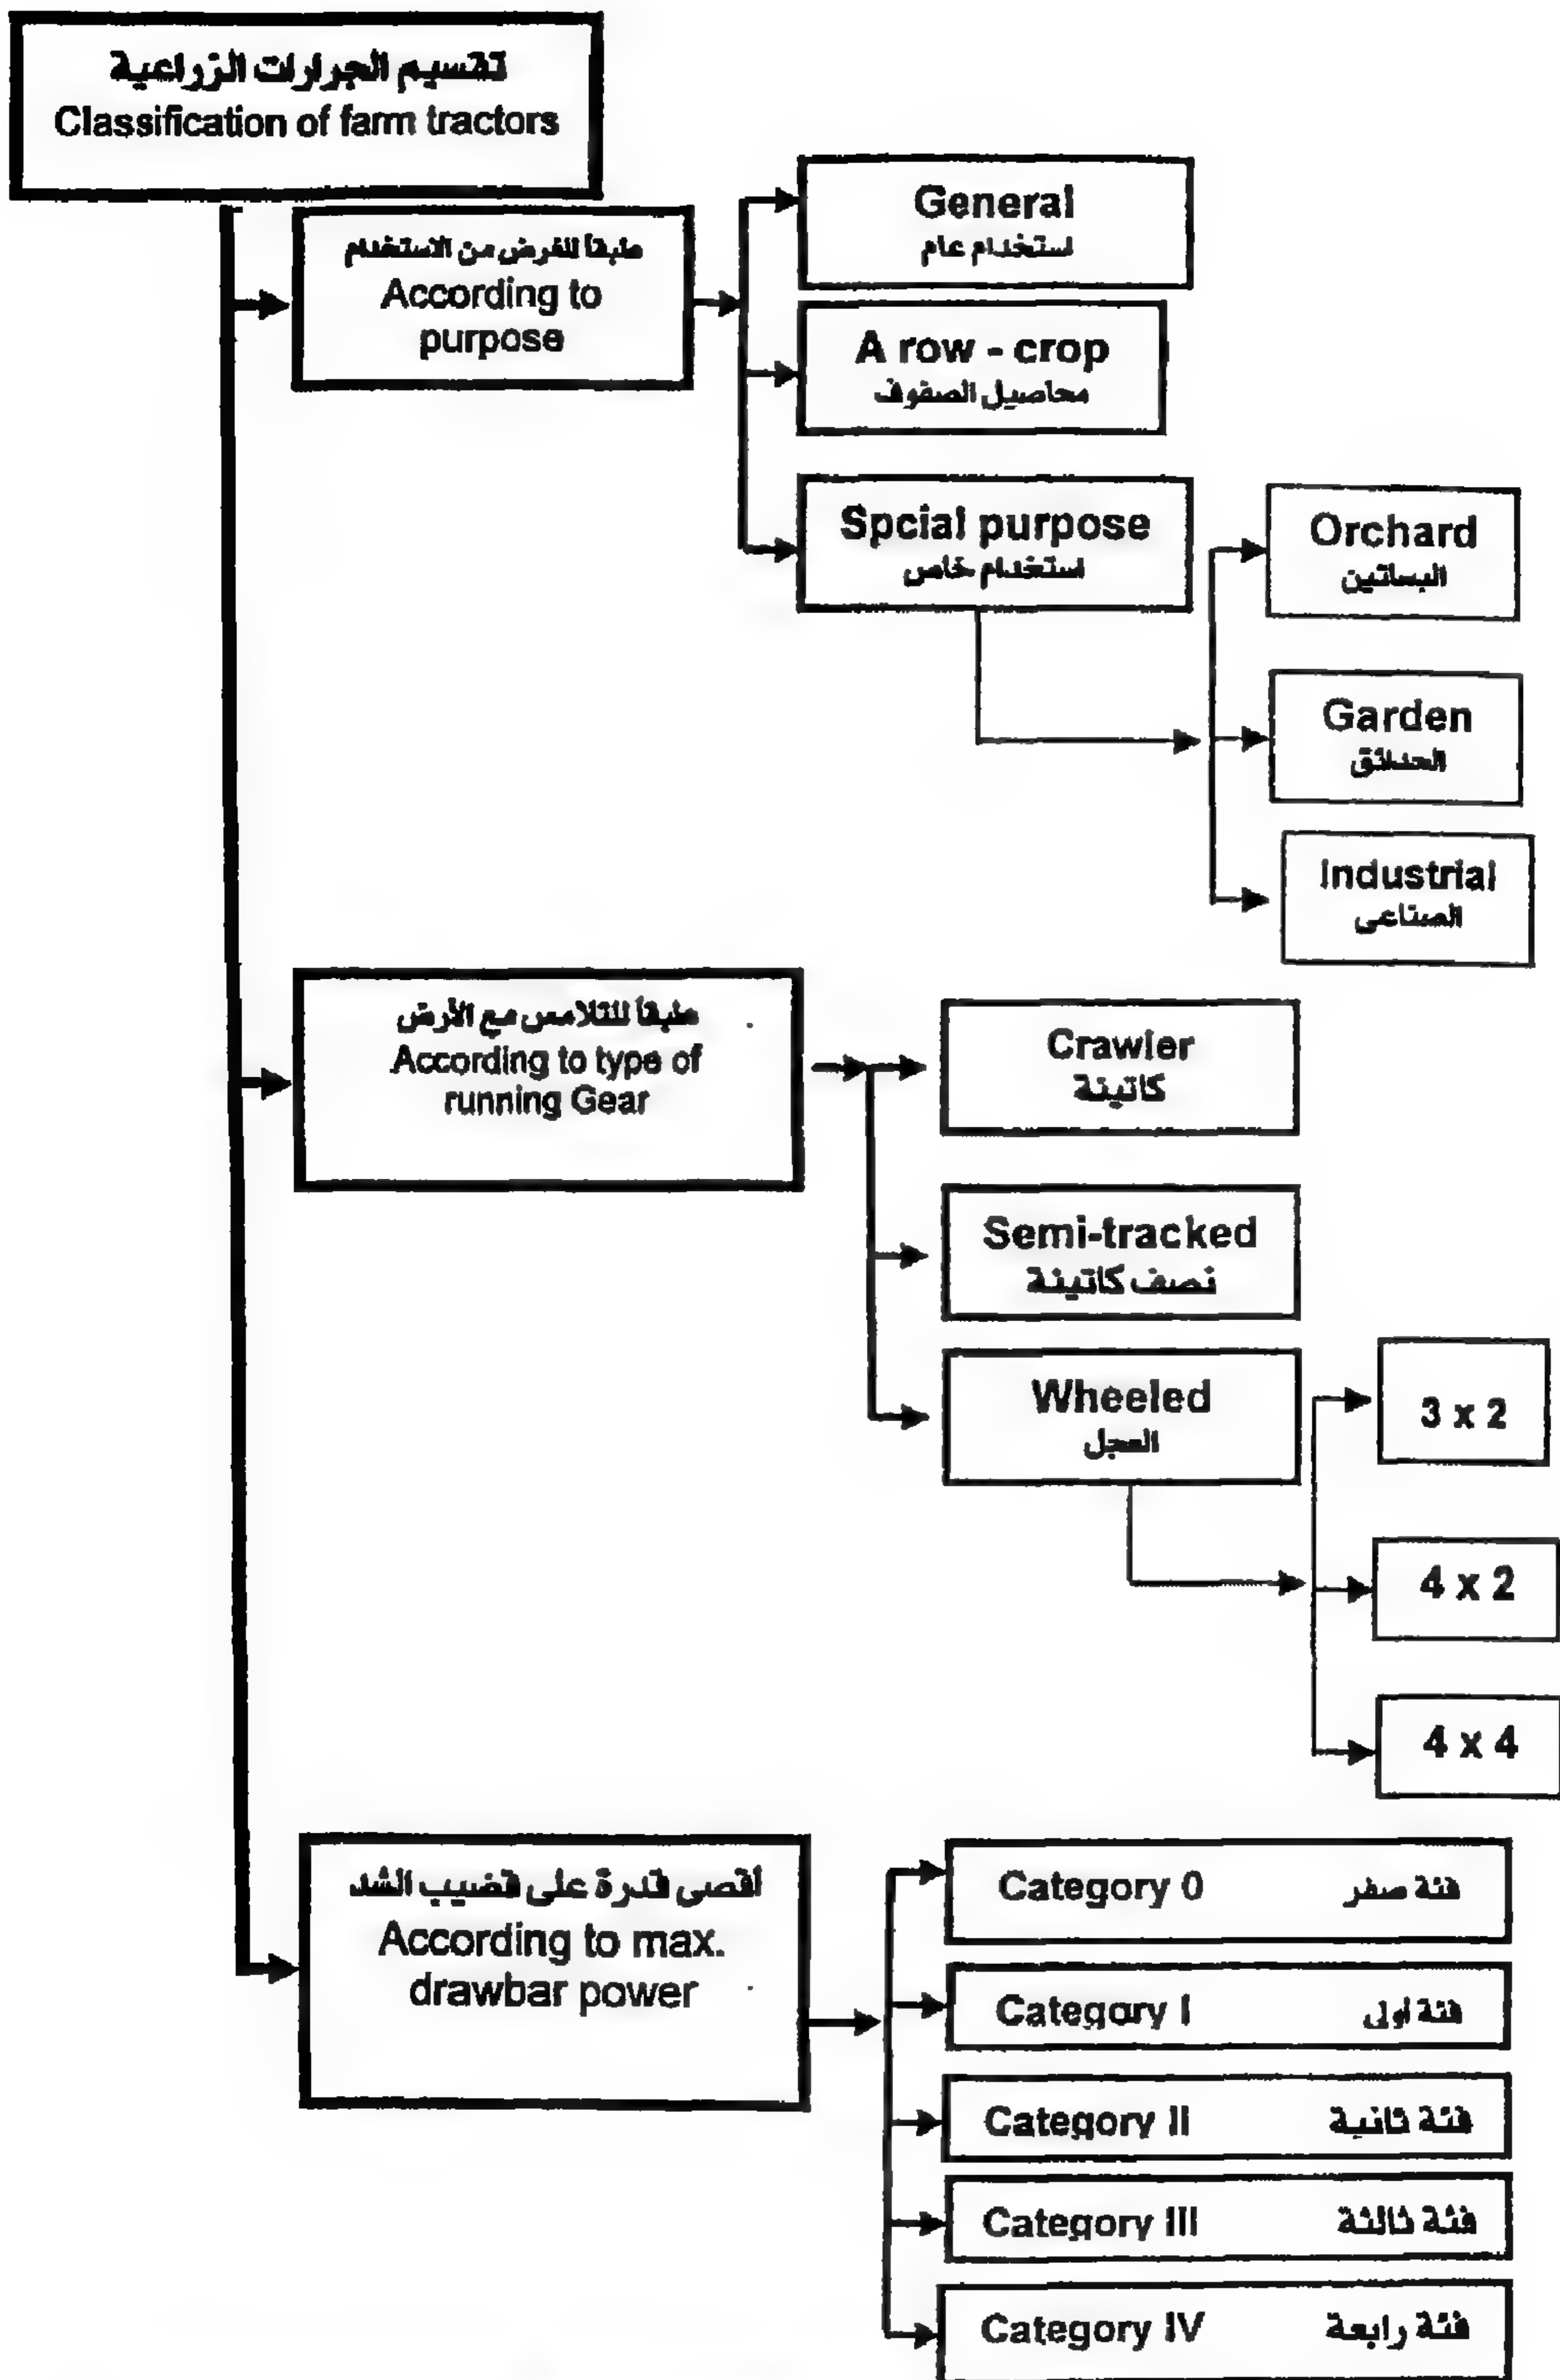 تقسيم الجرارات الزراعية
Classification of farm tractors
طبقاً للغرض من الاستخدام
According to
purpose
General
استخدام عام
A row - crop
محاصيل الصفوف
Spcial purpose
استخدام خاص
Orchard
البساتين
Garden
الحدائق
Industrial
الصناعى
طبقاً للتلامس مع الأرض
According to type of
running Gear
Crawler
كاتينة
Semi-tracked
نصف كاتينة
Wheeled
العجل
3 x 2
4 x 2
4 x 4
أقصى قدرة على قضيب الشد
According to max.
drawbar power
Category 0 فئة صفر
Category I فئة اولى
Category II فئة ثانية
Category III فئة ثالثة
Category IV فئة رابعة